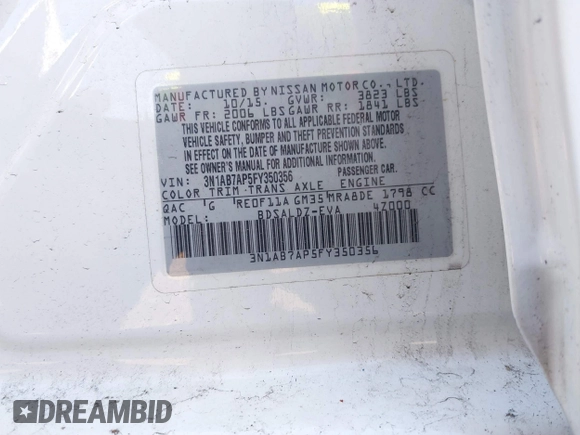 MANUFACTURED BY NISSAN MOTOR CO., LTD.
DATE: 10/15. GVWR: 3823 LBS
GAWR FR: 2006 LBS GAWR RR: 1841 LBS
THIS VEHICLE CONFORMS TO ALL APPLICABLE FEDERAL MOTOR
VEHICLE SAFETY, BUMPER AND THEFT PREVENTION STANDARDS
IN EFFECT ON THE DATE OF MANUFACTURE SHOWN ABOVE.
SEE OWNER'S MANUAL FOR LOADING. PASSENGER CAR
VIN: 3N1AB7AP5FY350356
COLOR TRIM TRANS AXLE ENGINE
QAC G RE0F11A GM35 MRA8DE 1798 CC
MODEL: BDSALDZ-EVA 47000
3N1AB7AP5FY350356
DREAMBID